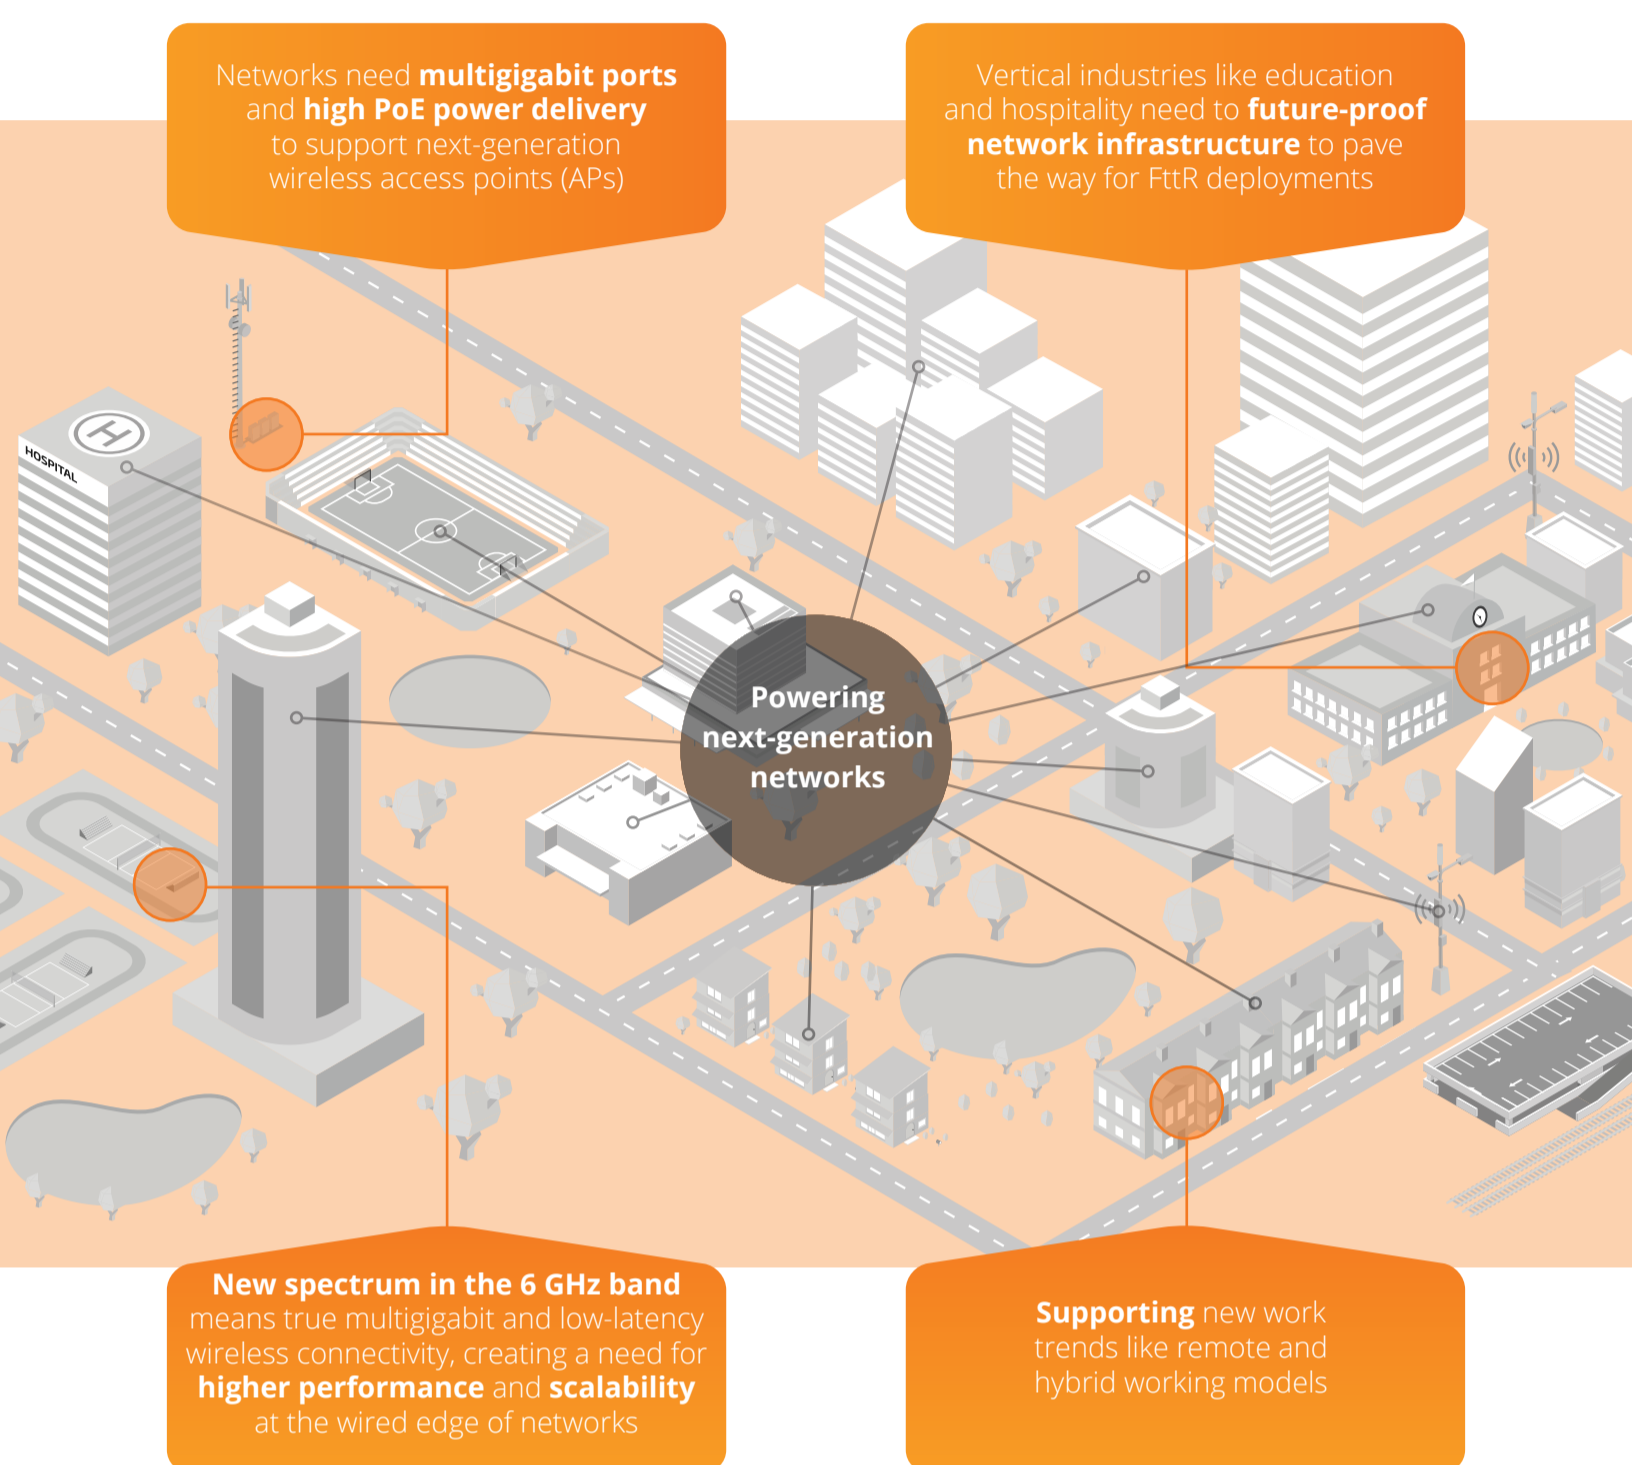 Networks need multigigabit ports
and high PoE power delivery
to support next-generation
wireless access points (APs)
Vertical industries like education
and hospitality need to future-proof
network infrastructure to pave
the way for FttR deployments
H
HOSPITAL
Powering
next-generation
networks
New spectrum in the 6 GHz band
means true multigigabit and low-latency
wireless connectivity, creating a need for
higher performance and scalability
at the wired edge of networks
Supporting new work
trends like remote and
hybrid working models